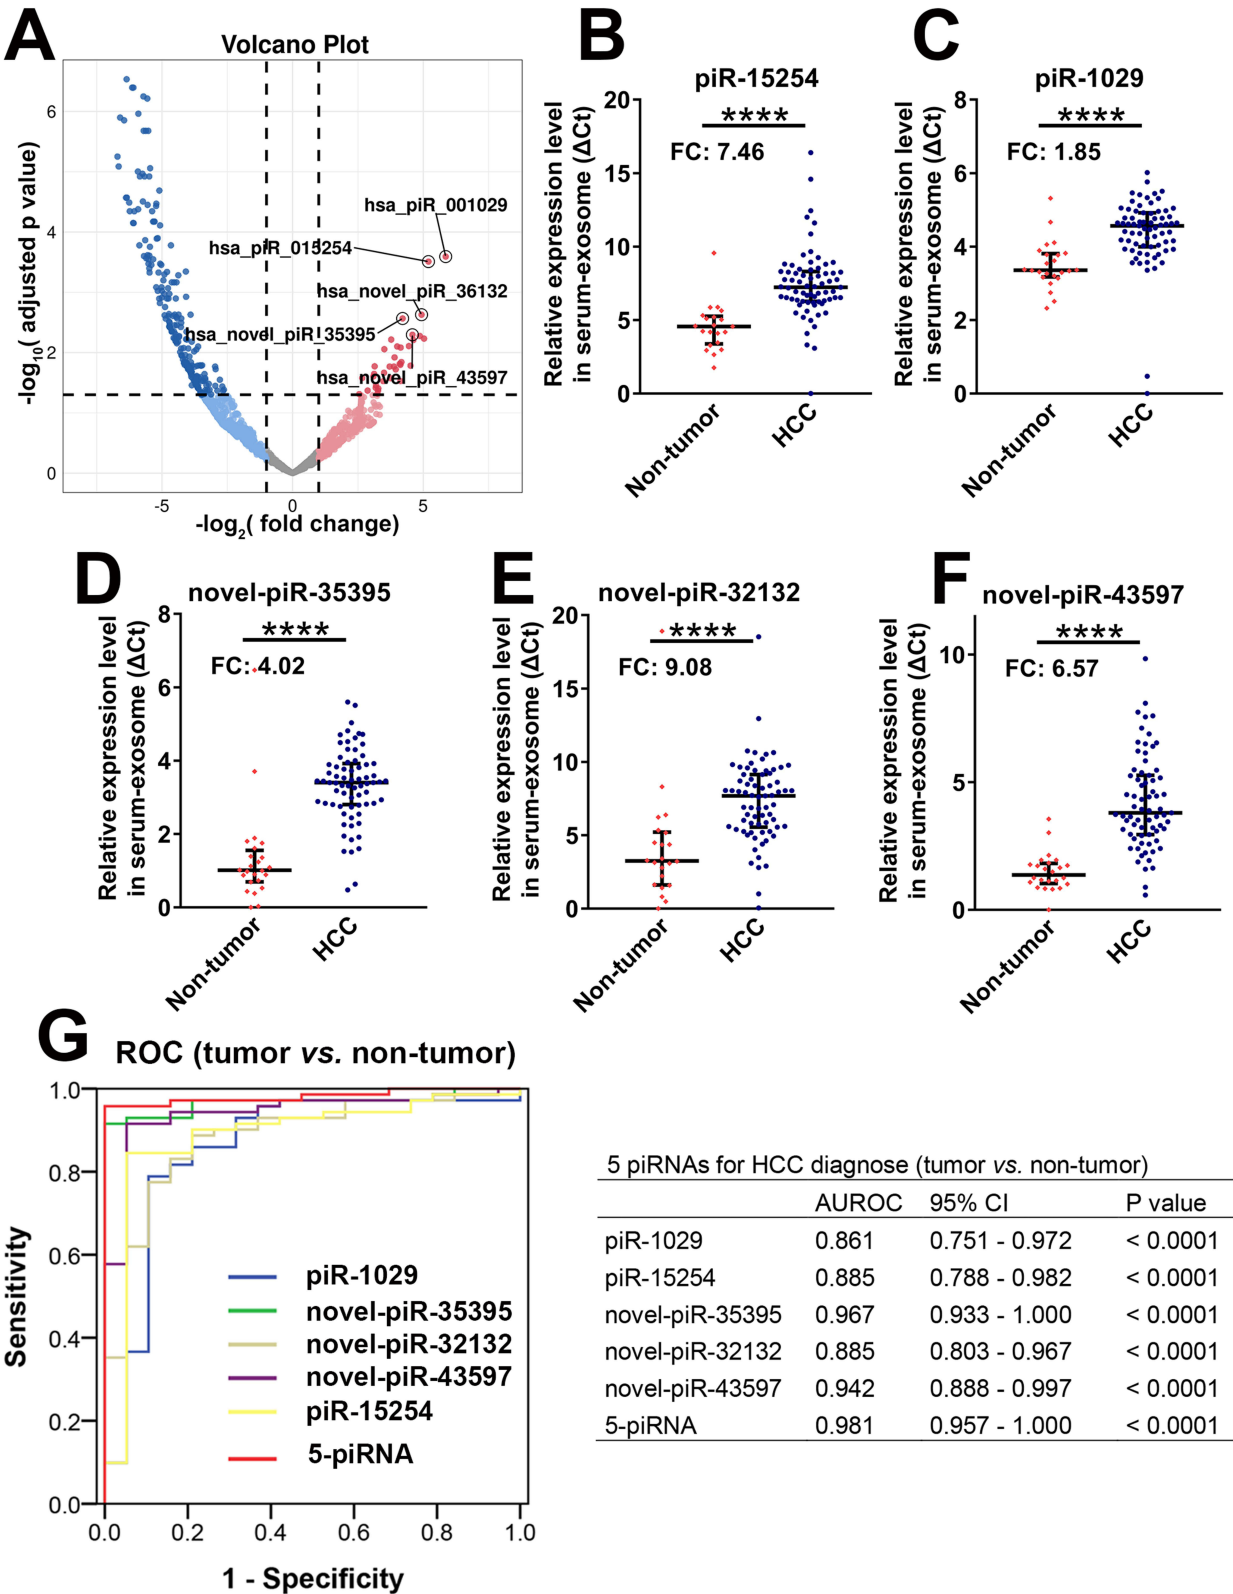 A
Volcano Plot
-log10( adjusted p value)
6
4
2
0
hsa_piR_001029
hsa_piR_015254
hsa_novel_piR_36132
hsa_novel_piR_35395
hsa_novel_piR_43597
-5
0
5
-log2( fold change)
B
piR-15254
Relative expression level
in serum-exosome (ΔCt)
20
15
10
5
0
****
FC: 7.46
Non-tumor
HCC
C
piR-1029
Relative expression level
in serum-exosome (ΔCt)
8
6
4
2
0
****
FC: 1.85
Non-tumor
HCC
D
novel-piR-35395
Relative expression level
in serum-exosome (ΔCt)
8
6
4
2
0
****
FC: 4.02
Non-tumor
HCC
E
novel-piR-32132
Relative expression level
in serum-exosome (ΔCt)
20
15
10
5
0
****
FC: 9.08
Non-tumor
HCC
F
novel-piR-43597
Relative expression level
in serum-exosome (ΔCt)
10
5
0
****
FC: 6.57
Non-tumor
HCC
G
ROC (tumor vs. non-tumor)
Sensitivity
1.0
0.8
0.6
0.4
0.2
0.0
piR-1029
novel-piR-35395
novel-piR-32132
novel-piR-43597
piR-15254
5-piRNA
0.0 0.2 0.4 0.6 0.8 1.0
1 - Specificity
5 piRNAs for HCC diagnose (tumor vs. non-tumor)
AUROC 95% CI P value
piR-1029 0.861 0.751 - 0.972 < 0.0001
piR-15254 0.885 0.788 - 0.982 < 0.0001
novel-piR-35395 0.967 0.933 - 1.000 < 0.0001
novel-piR-32132 0.885 0.803 - 0.967 < 0.0001
novel-piR-43597 0.942 0.888 - 0.997 < 0.0001
5-piRNA 0.981 0.957 - 1.000 < 0.0001